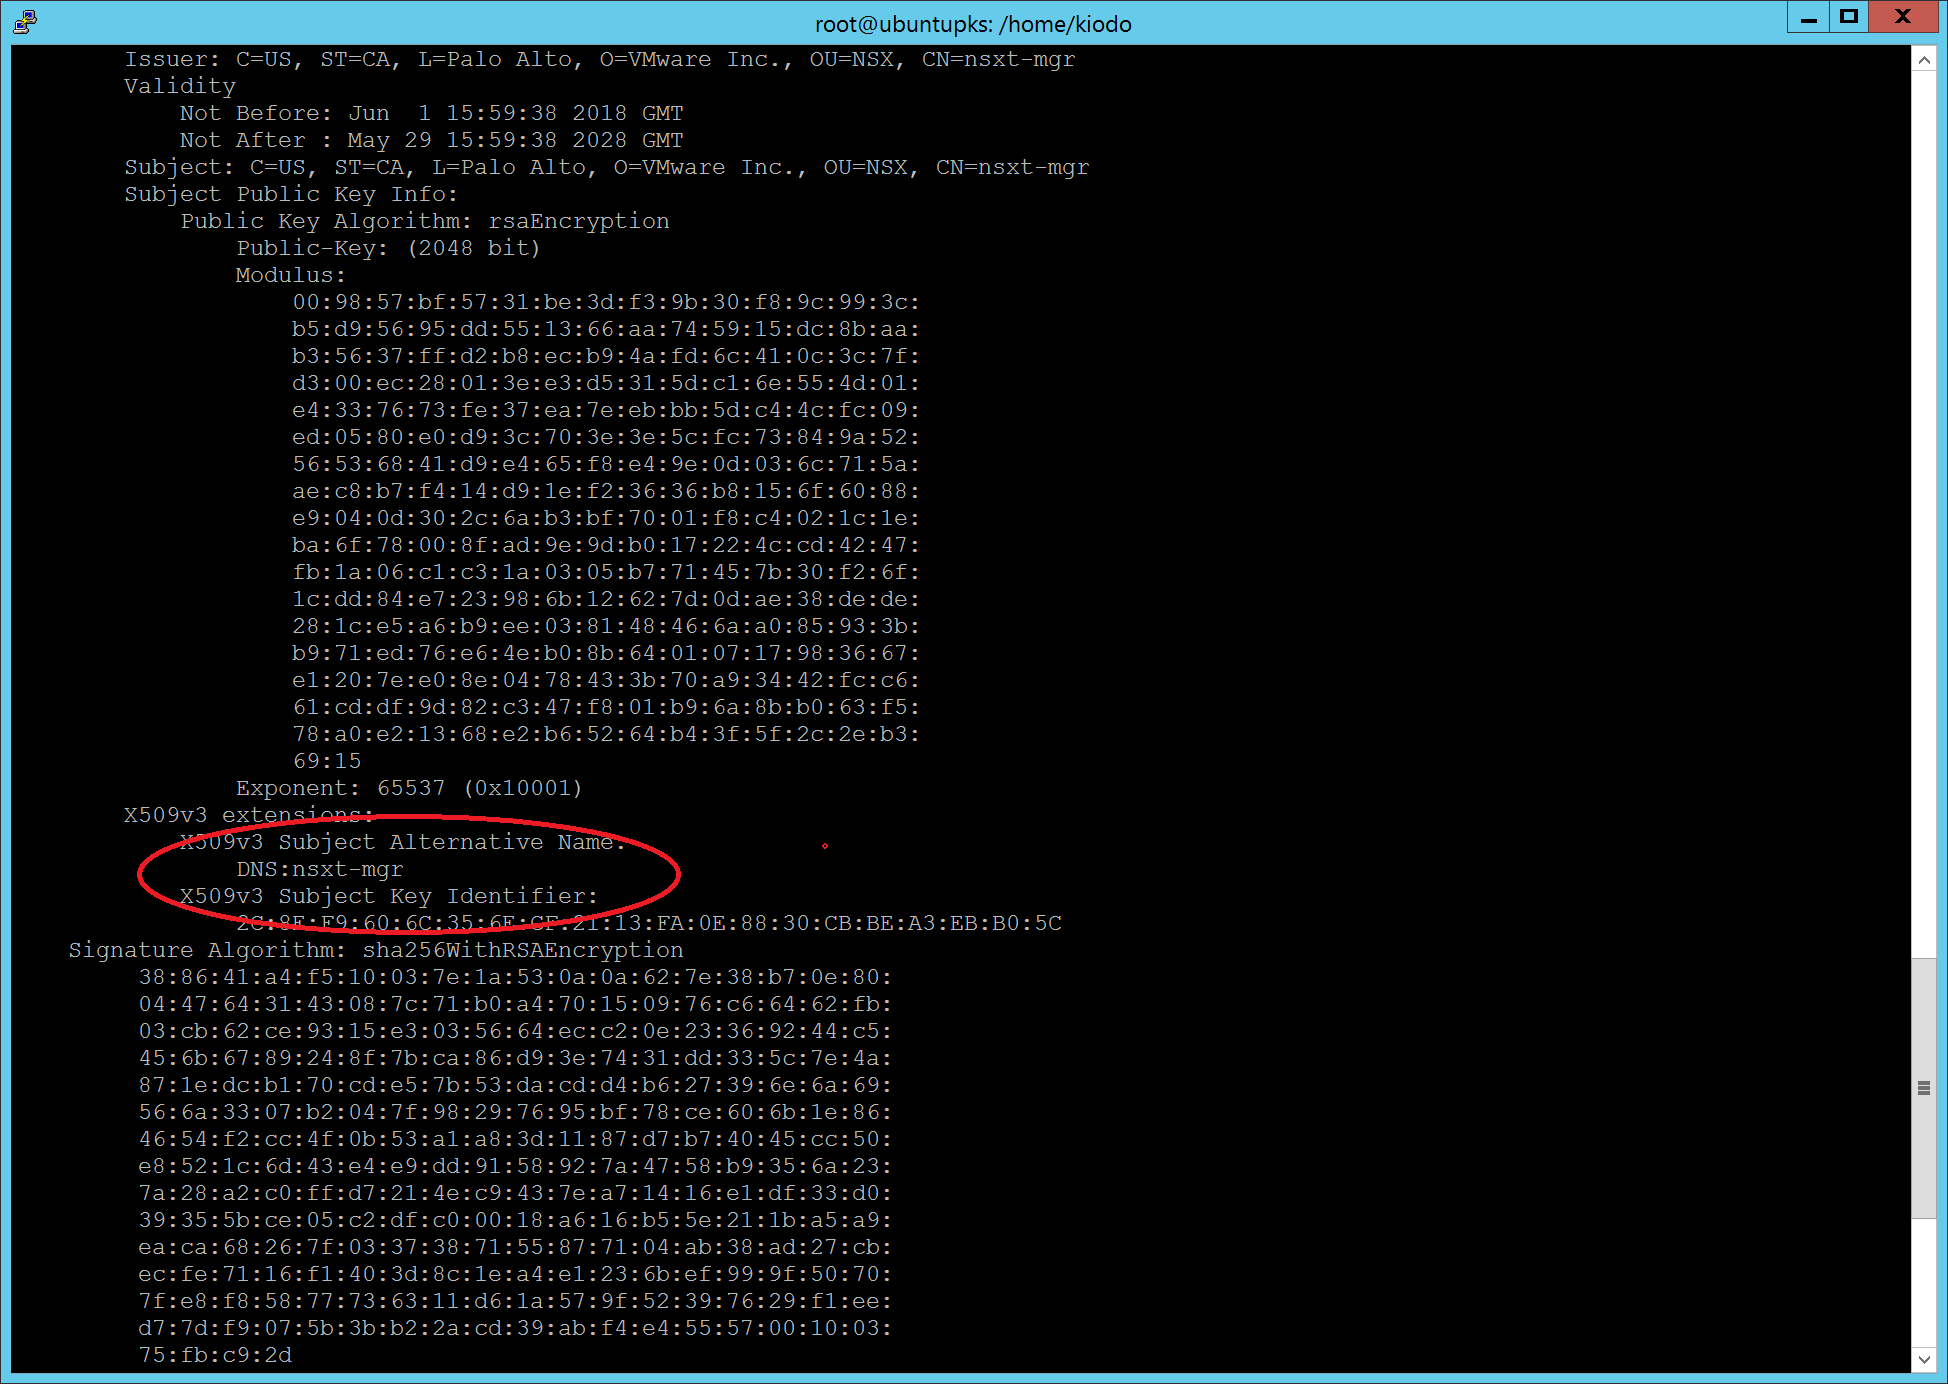 root@ubuntupks: /home/kiodo
Issuer: C=US, ST=CA, L=Palo Alto, O=VMware Inc., OU=NSX, CN=nsxt-mgr
Validity
Not Before: Jun  1 15:59:38 2018 GMT
Not After : May 29 15:59:38 2028 GMT
Subject: C=US, ST=CA, L=Palo Alto, O=VMware Inc., OU=NSX, CN=nsxt-mgr
Subject Public Key Info:
Public Key Algorithm: rsaEncryption
Public-Key: (2048 bit)
Modulus:
00:98:57:bf:57:31:be:3d:f3:9b:30:f8:9c:99:3c:
b5:d9:56:95:dd:55:13:66:aa:74:59:15:dc:8b:aa:
b3:56:37:ff:d2:b8:ec:b9:4a:fd:6c:41:0c:3c:7f:
d3:00:ec:28:01:3e:e3:d5:31:5d:c1:6e:55:4d:01:
e4:33:76:73:fe:37:ea:7e:eb:bb:5d:c4:4c:fc:09:
ed:05:80:e0:d9:3c:70:3e:3e:5c:fc:73:84:9a:52:
56:53:68:41:d9:e4:65:f8:e4:9e:0d:03:6c:71:5a:
ae:c8:b7:f4:14:d9:1e:f2:36:36:b8:15:6f:60:88:
e9:04:0d:30:2c:6a:b3:bf:70:01:f8:c4:02:1c:1e:
ba:6f:78:00:8f:ad:9e:9d:b0:17:22:4c:cd:42:47:
fb:1a:06:c1:c3:1a:03:05:b7:71:45:7b:30:f2:6f:
1c:dd:84:e7:23:98:6b:12:62:7d:0d:ae:38:de:de:
28:1c:e5:a6:b9:ee:03:81:48:46:6a:a0:85:93:3b:
b9:71:ed:76:e6:4e:b0:8b:64:01:07:17:98:36:67:
e1:20:7e:e0:8e:04:78:43:3b:70:a9:34:42:fc:c6:
61:cd:df:9d:82:c3:47:f8:01:b9:6a:8b:b0:63:f5:
78:a0:e2:13:68:e2:b6:52:64:b4:3f:5f:2c:2e:b3:
69:15
Exponent: 65537 (0x10001)
X509v3 extensions:
X509v3 Subject Alternative Name:
DNS:nsxt-mgr
X509v3 Subject Key Identifier:
2C:8E:F9:60:6C:35:6E:CF:21:13:FA:0E:88:30:CB:BE:A3:EB:B0:5C
Signature Algorithm: sha256WithRSAEncryption
38:86:41:a4:f5:10:03:7e:1a:53:0a:0a:62:7e:38:b7:0e:80:
04:47:64:31:43:08:7c:71:b0:a4:70:15:09:76:c6:64:62:fb:
03:cb:62:ce:93:15:e3:03:56:64:ec:c2:0e:23:36:92:44:c5:
45:6b:67:89:24:8f:7b:ca:86:d9:3e:74:31:dd:33:5c:7e:4a:
87:1e:dc:b1:70:cd:e5:7b:53:da:cd:d4:b6:27:39:6e:6a:69:
56:6a:33:07:b2:04:7f:98:29:76:95:bf:78:ce:60:6b:1e:86:
46:54:f2:cc:4f:0b:53:a1:a8:3d:11:87:d7:b7:40:45:cc:50:
e8:52:1c:6d:43:e4:e9:dd:91:58:92:7a:47:58:b9:35:6a:23:
7a:28:a2:c0:ff:d7:21:4e:c9:43:7e:a7:14:16:e1:df:33:d0:
39:35:5b:ce:05:c2:df:c0:00:18:a6:16:b5:5e:21:1b:a5:a9:
ea:ca:68:26:7f:03:37:38:71:55:87:71:04:ab:38:ad:27:cb:
ec:fe:71:16:f1:40:3d:8c:1e:a4:e1:23:6b:ef:99:9f:50:70:
7f:e8:f8:58:77:73:63:11:d6:1a:57:9f:52:39:76:29:f1:ee:
d7:7d:f9:07:5b:3b:b2:2a:cd:39:ab:f4:e4:55:57:00:10:03:
75:fb:c9:2d